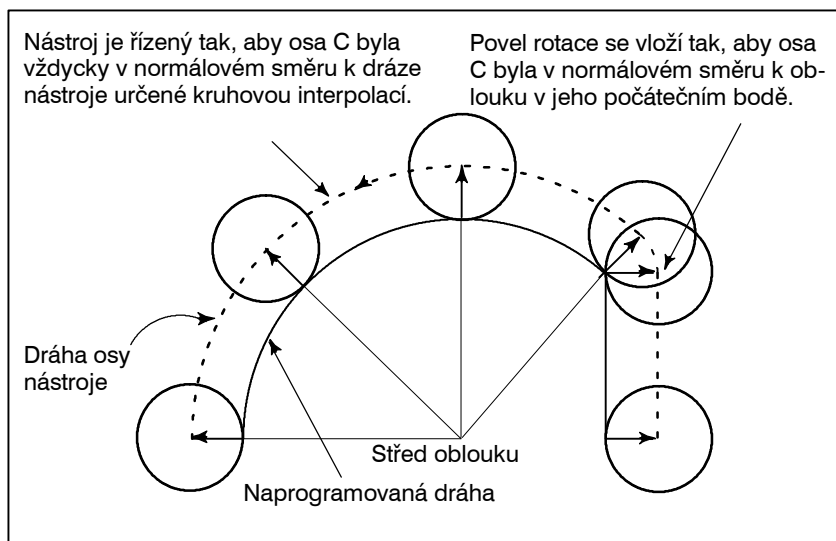 Nástroj je řízený tak, aby osa C byla
vždycky v normálovém směru k dráze
nástroje určené kruhovou interpolací.
Povel rotace se vloží tak, aby osa
C byla v normálovém směru k ob-
louku v jeho počátečním bodě.
Dráha osy
nástroje
Střed oblouku
Naprogramovaná dráha